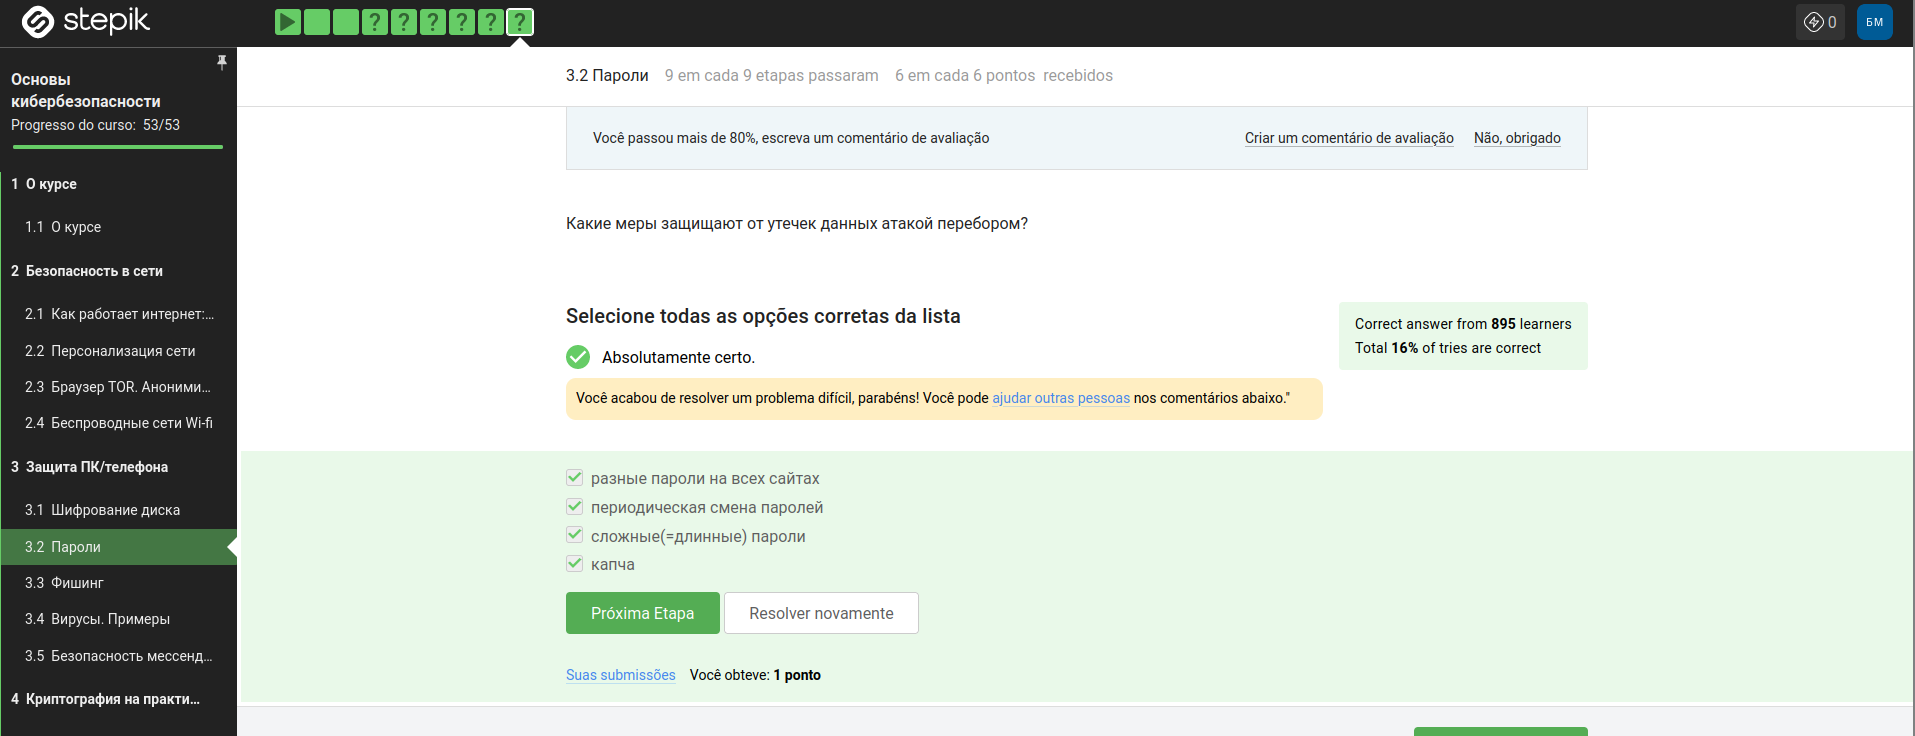 stepik
? ? ? ? ? ?
0
БМ
Основы
кибербезопасности
Progresso do curso: 53/53
1 О курсе
1.1 О курсе
2 Безопасность в сети
2.1 Как работает интернет:...
2.2 Персонализация сети
2.3 Браузер TOR. Аноними...
2.4 Беспроводные сети Wi-fi
3 Защита ПК/телефона
3.1 Шифрование диска
3.2 Пароли
3.3 Фишинг
3.4 Вирусы. Примеры
3.5 Безопасность мессенд...
4 Криптография на практи...
3.2 Пароли 9 em cada 9 etapas passaram 6 em cada 6 pontos recebidos
Você passou mais de 80%, escreva um comentário de avaliação Criar um comentário de avaliação Não, obrigado
Какие меры защищают от утечек данных атакой перебором?
Selecione todas as opções corretas da lista
Absolutamente certo.
Você acabou de resolver um problema difícil, parabéns! Você pode ajudar outras pessoas nos comentários abaixo."
Correct answer from 895 learners
Total 16% of tries are correct
разные пароли на всех сайтах
периодическая смена паролей
сложные(=длинные) пароли
капча
Próxima Etapa Resolver novamente
Suas submissões Você obteve: 1 ponto